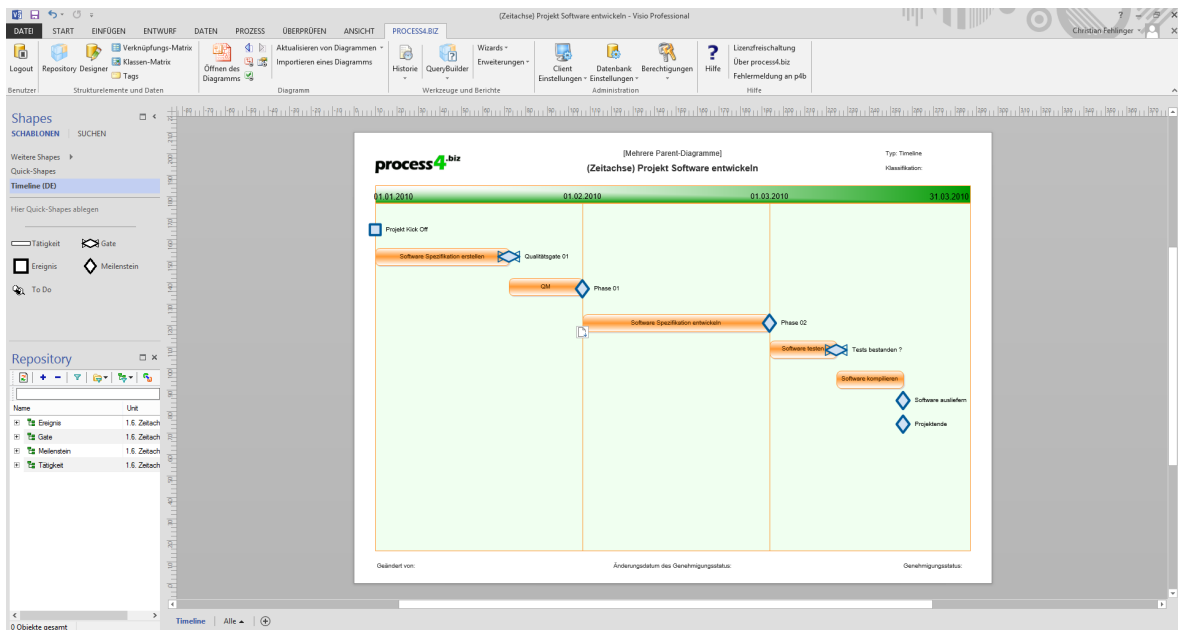 (Zeitachse) Projekt Software entwickeln - Visio Professional
?
DATEI START EINFÜGEN ENTWURF DATEN PROZESS ÜBERPRÜFEN ANSICHT PROCESS4.BIZ
Christian Fehlinger
Logout
Repository
Designer
Verknüpfungs-Matrix
Klassen-Matrix
Tags
Öffnen des
Diagramms
Aktualisieren von Diagrammen
Importieren eines Diagramms
Historie
QueryBuilder
Wizards
Erweiterungen
Client
Einstellungen
Datenbank
Einstellungen
Berechtigungen
Hilfe
Lizenzfreischaltung
Über process4.biz
Fehlermeldung an p4b
Benutzer
Strukturelemente und Daten
Diagramm
Werkzeuge und Berichte
Administration
Hilfe
Shapes
SCHABLONEN SUCHEN
Weitere Shapes
Quick-Shapes
Timeline (DE)
Hier Quick-Shapes ablegen
Tätigkeit
Gate
Ereignis
Meilenstein
To Do
Repository
Name Unit
Ereignis 1.6. Zeitach
Gate 1.6. Zeitach
Meilenstein 1.6. Zeitach
Tätigkeit 1.6. Zeitach
0 Objekte gesamt
process4.biz
[Mehrere Parent-Diagramme]
(Zeitachse) Projekt Software entwickeln
Typ: Timeline
Klassifikation:
01.01.2010 01.02.2010 01.03.2010 31.03.2010
Projekt Kick Off
Software Spezifikation erstellen
Qualitätsgate 01
QM
Phase 01
Software Spezifikation entwickeln
Phase 02
Software testen
Tests bestanden ?
Software kompilieren
Software ausliefern
Projektende
Geändert von:
Änderungsdatum des Genehmigungsstatus:
Genehmigungsstatus:
Timeline Alle